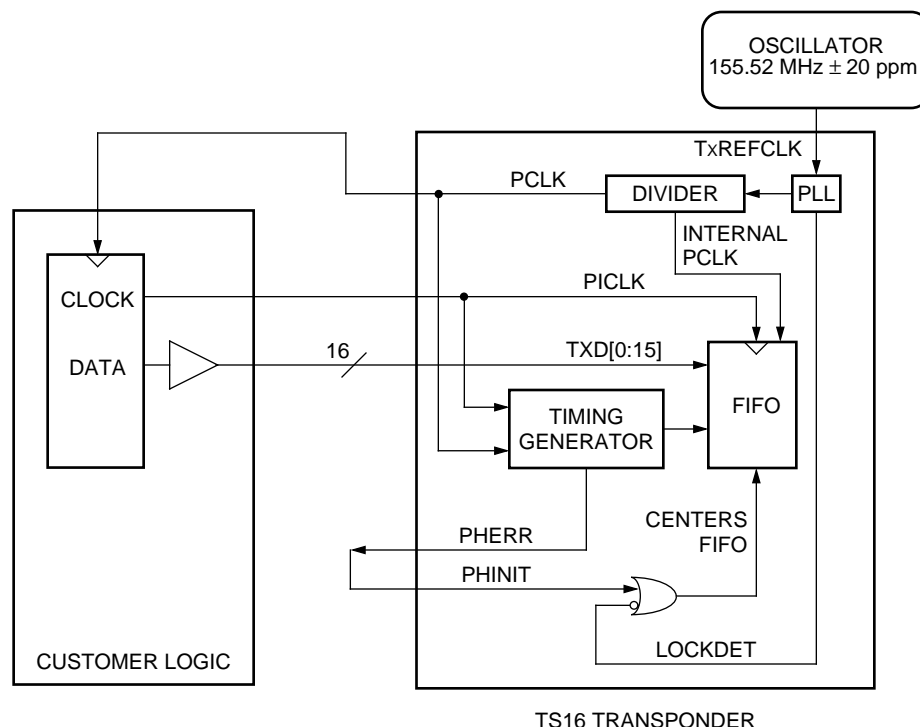 OSCILLATOR
155.52 MHz ± 20 ppm
TXREFCLK
PCLK
DIVIDER
PLL
INTERNAL
PCLK
CLOCK
PICLK
16
TXD[0:15]
DATA
FIFO
TIMING
GENERATOR
CENTERS
FIFO
PHERR
PHINIT
LOCKDET
CUSTOMER LOGIC
TS16 TRANSPONDER